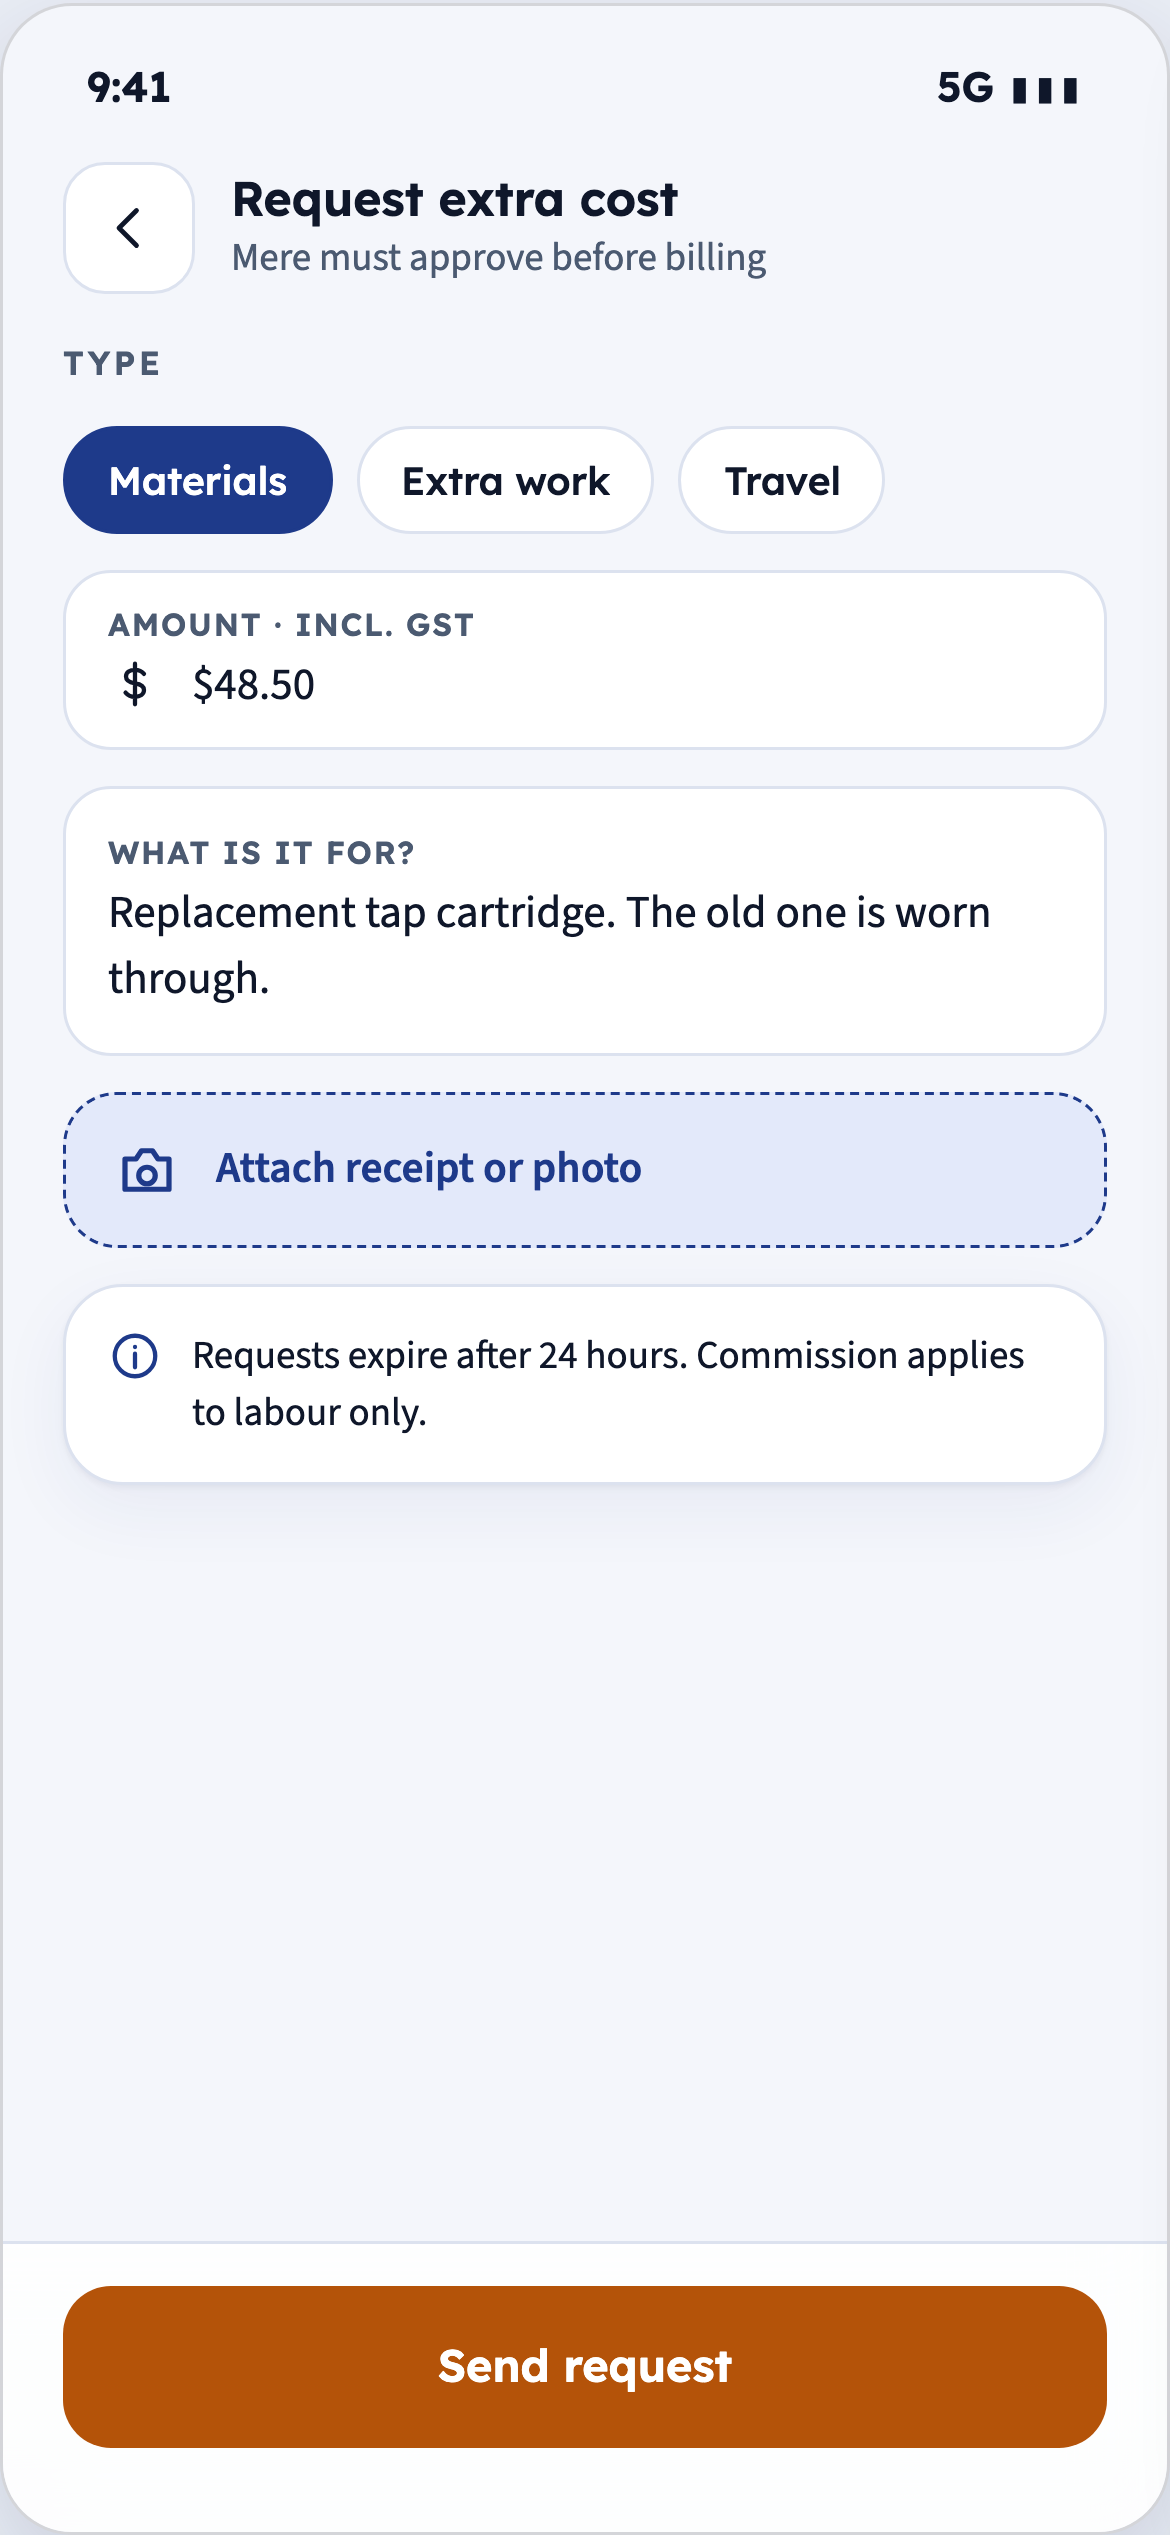 9:41
5G
Request extra cost
Mere must approve before billing
TYPE
Materials
Extra work
Travel
AMOUNT · INCL. GST
$ $48.50
WHAT IS IT FOR?
Replacement tap cartridge. The old one is worn
through.
Attach receipt or photo
Requests expire after 24 hours. Commission applies
to labour only.
Send request